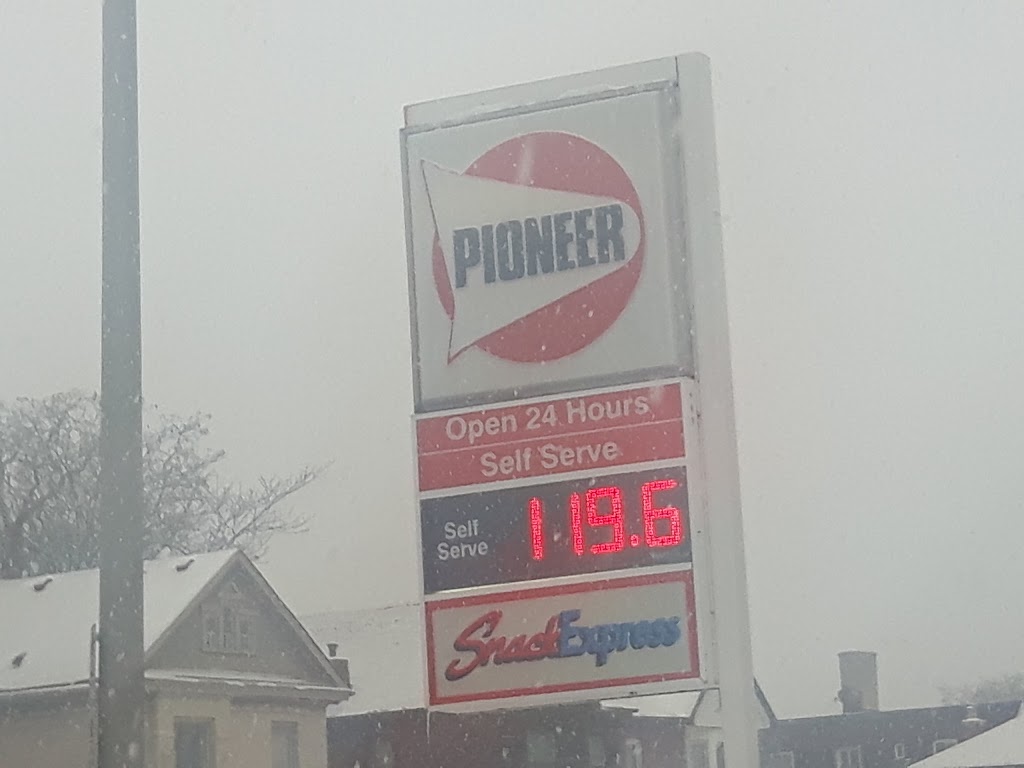 PIONEER
Open 24 Hours
Self Serve
Self
Serve
119.6
SnackExpress